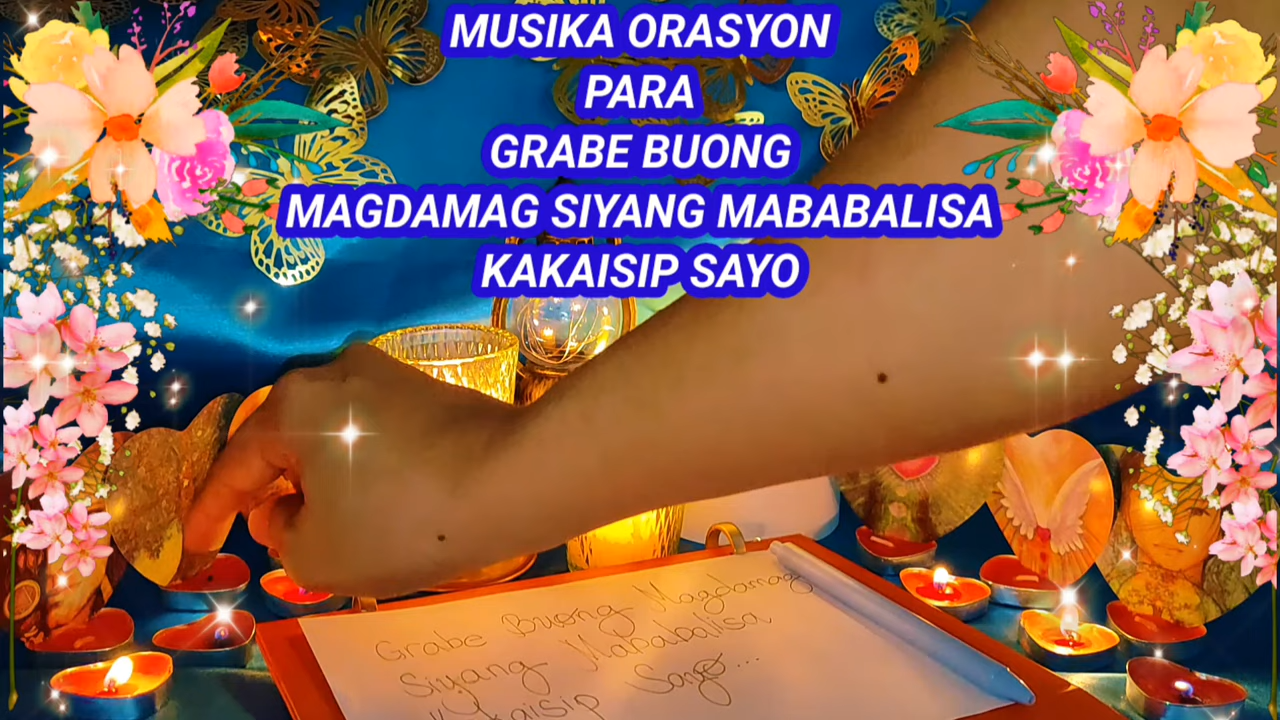 MUSIKA ORASYON
PARA
GRABE BUONG
MAGDAMAG SIYANG MABABALISA
KAKAISIP SAYO
Grabe Buong Magdamag
Siyang Mababalisa
Kakaisip Sayo...